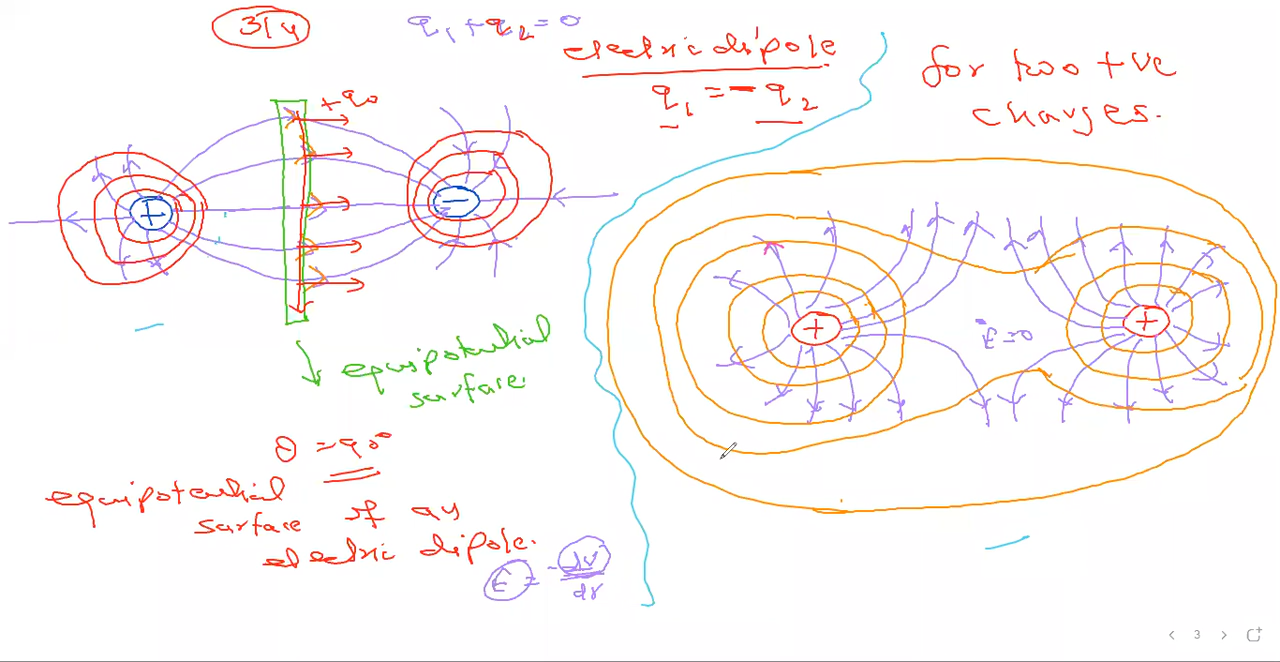 3|4
q₁ + q₂ = 0
electric dipole
q₁ = - q₂
+ q₀
+
-
equipotential
surface
θ = 90°
equipotential
surface of an
electric dipole.
E = - dV/dr
for two +ve
charges.
+
+
E = 0
3